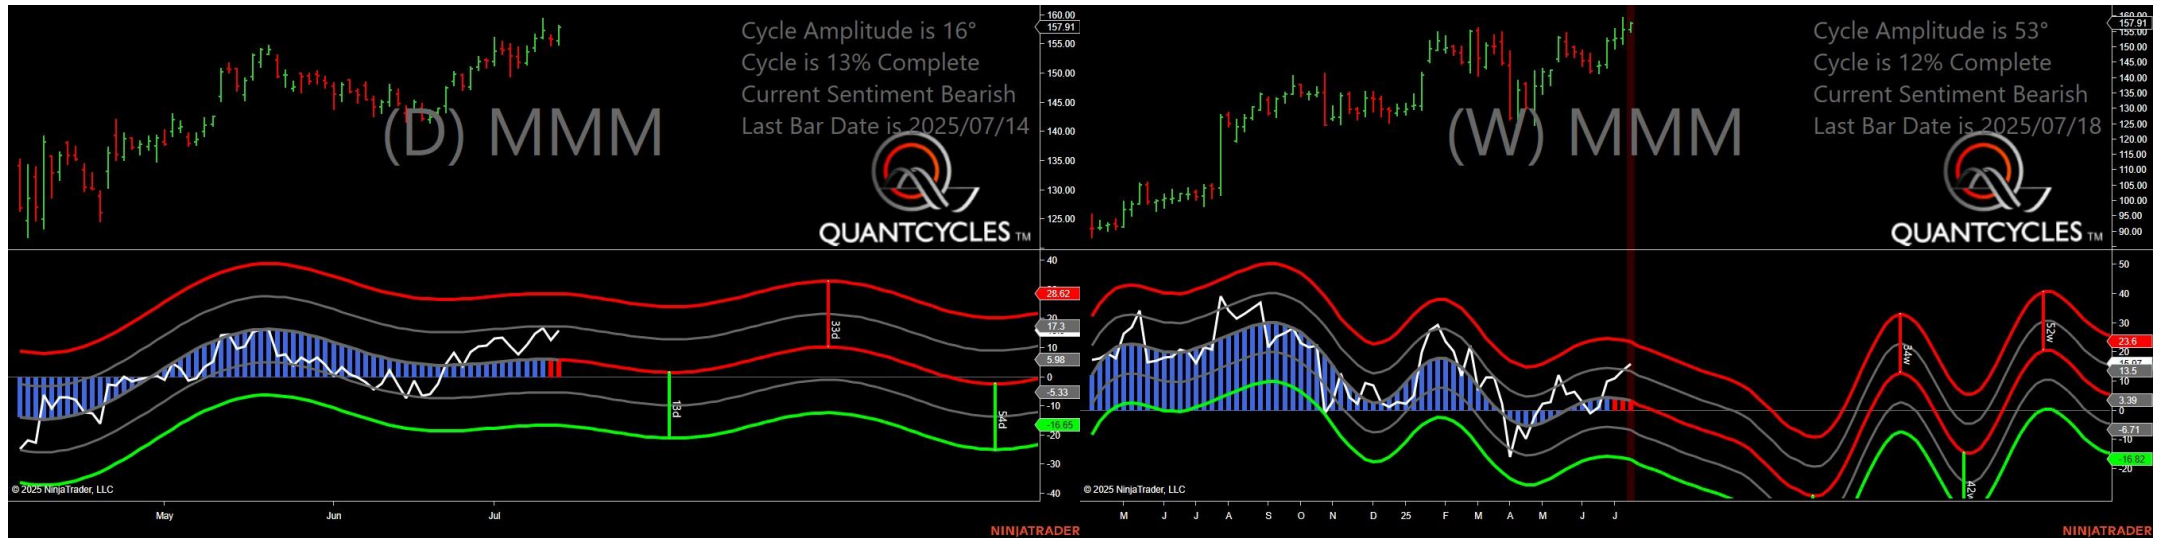 Cycle Amplitude is 16°
Cycle is 13% Complete
Current Sentiment Bearish
Last Bar Date is 2025/07/14
(D) MMM
QUANTCYCLES TM
160.00
157.91
155.00
150.00
145.00
140.00
135.00
130.00
125.00
40
28.62
20
17.3
10
5.98
0
-5.33
-10
-16.65
-20
-30
-40
13d
33d
54d
© 2025 NinjaTrader, LLC
May
Jun
Jul
NINJATRADER
Cycle Amplitude is 53°
Cycle is 12% Complete
Current Sentiment Bearish
Last Bar Date is 2025/07/18
(W) MMM
QUANTCYCLES TM
160.00
157.91
155.00
150.00
145.00
140.00
135.00
130.00
125.00
120.00
115.00
110.00
105.00
100.00
95.00
90.00
50
40
30
23.6
20
15.97
13.5
10
3.39
0
-6.71
-10
-16.82
-20
34w
42w
52w
© 2025 NinjaTrader, LLC
M J J A S O N D 25 F M A M J J
NINJATRADER